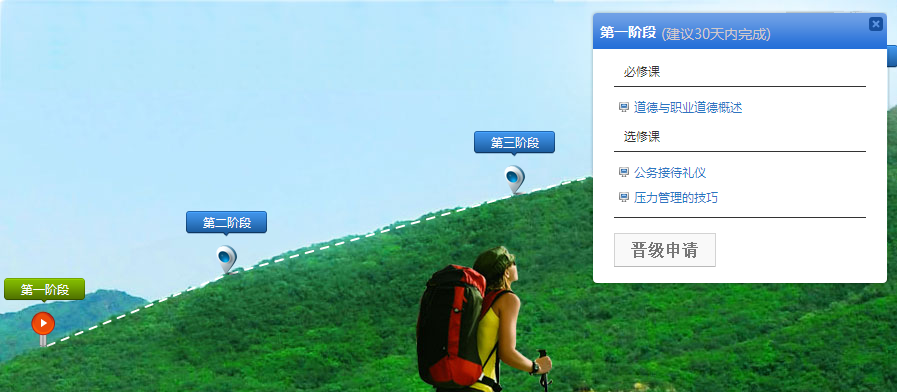 第一阶段 (建议30天内完成)
必修课
道德与职业道德概述
选修课
公务接待礼仪
压力管理的技巧
晋级申请
第三阶段
第二阶段
第一阶段